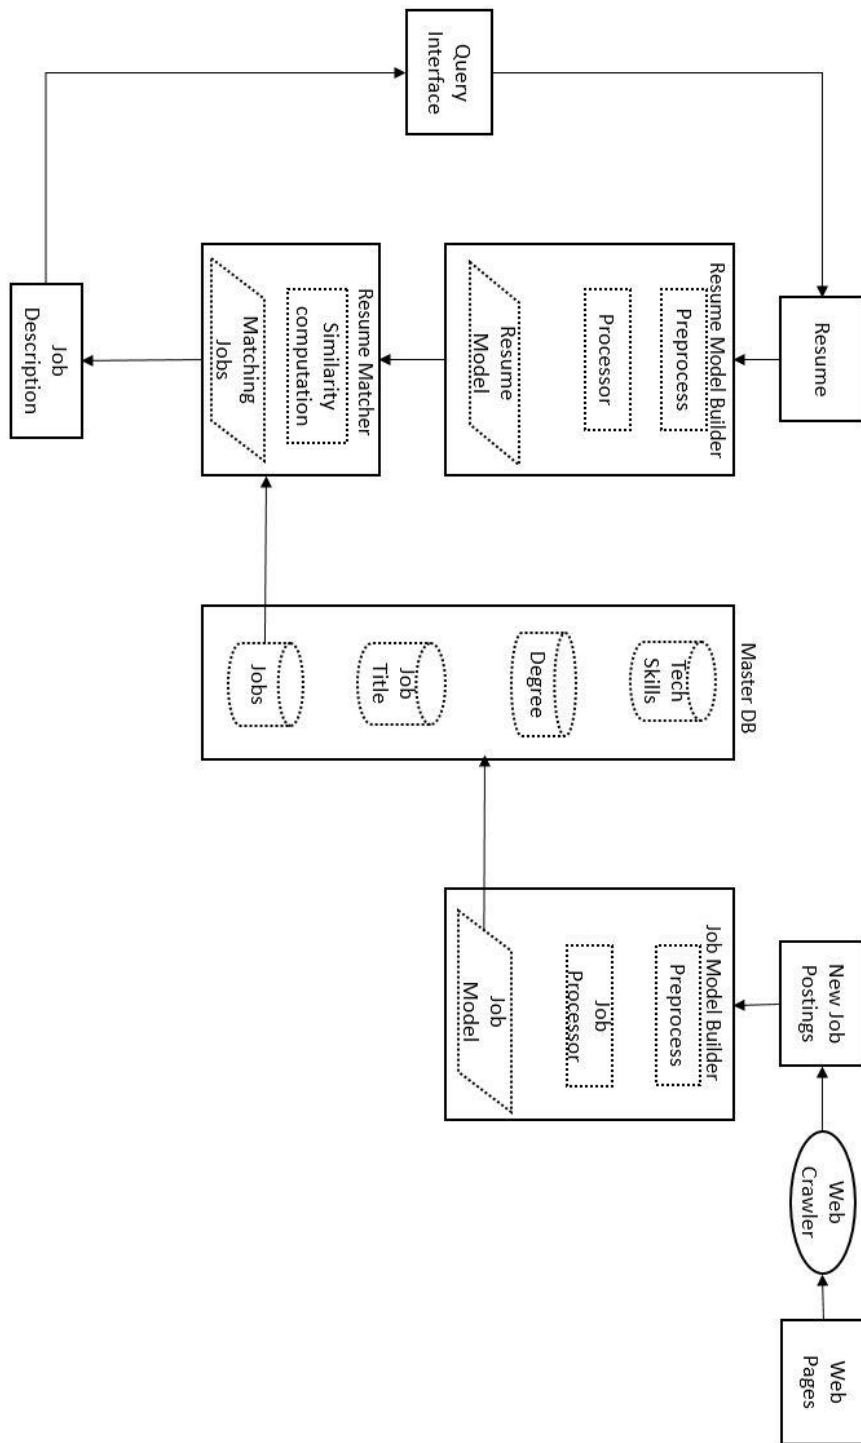 Query
Interface
Resume
Resume Model Builder
Preprocess
Processor
Resume
Model
Resume Matcher
Similarity
computation
Matching
Jobs
Job
Description
Master DB
Tech
Skills
Degree
Job
Title
Jobs
New Job
Postings
Job Model Builder
Preprocess
Job
Processor
Job
Model
Web
Crawler
Web
Pages